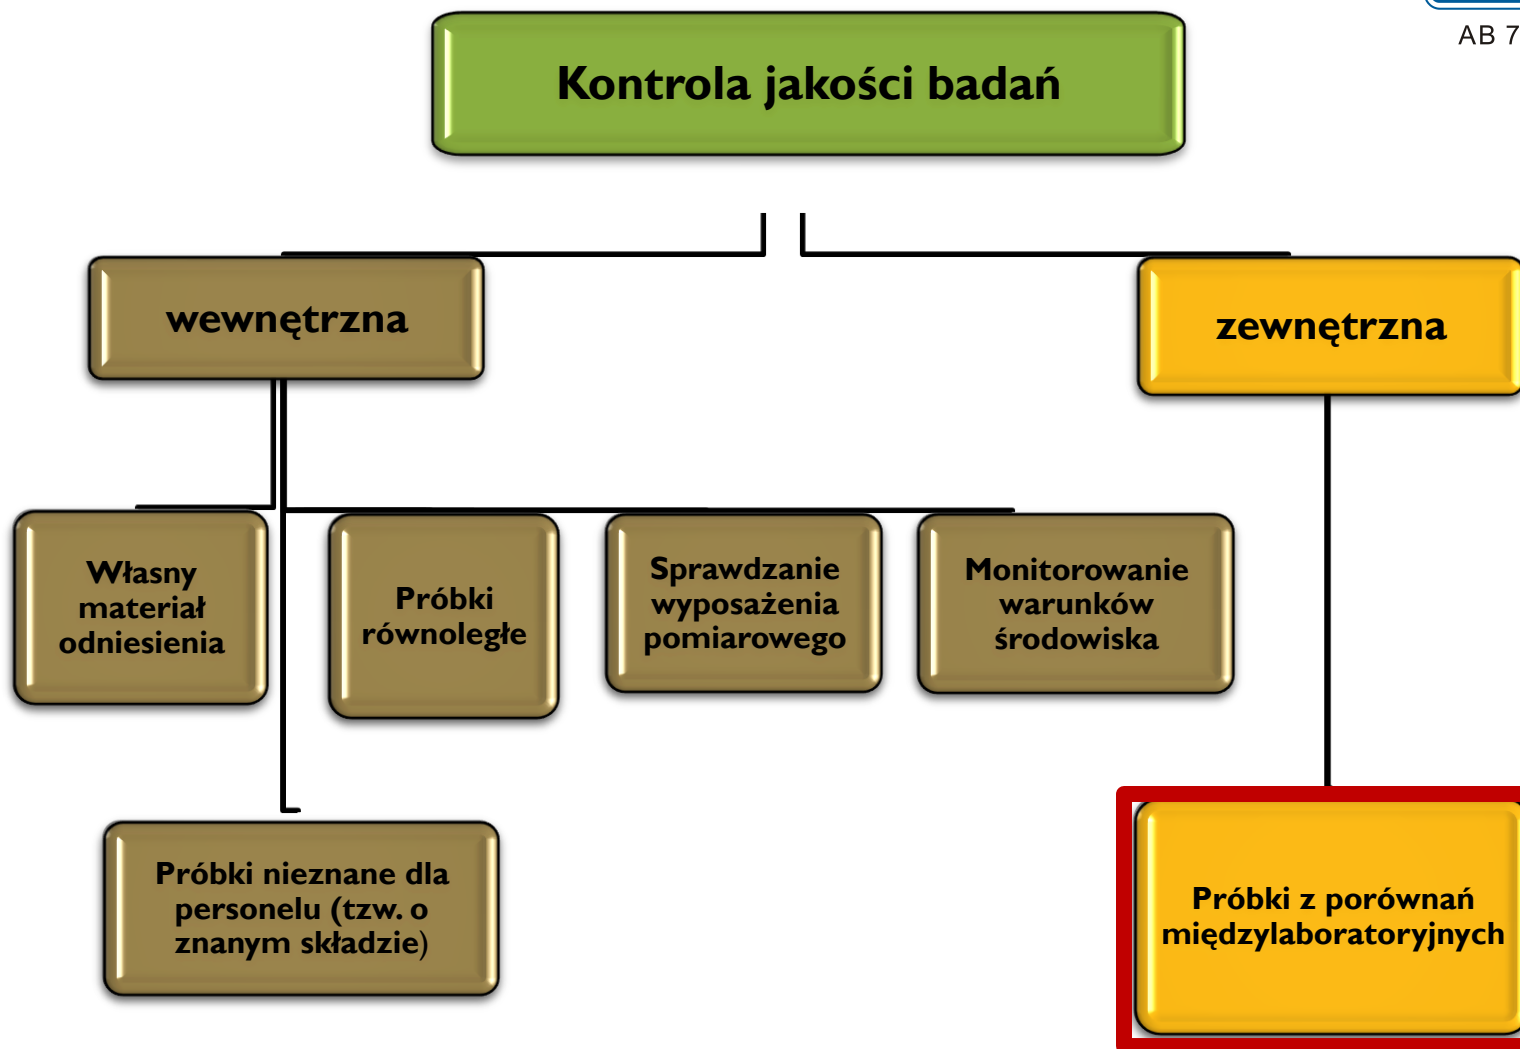 AB 7
Kontrola jakości badań
wewnętrzna
zewnętrzna
Własny
materiał
odniesienia
Próbki
równoległe
Sprawdzanie
wyposażenia
pomiarowego
Monitorowanie
warunków
środowiska
Próbki nieznane dla
personelu (tzw. o
znanym składzie)
Próbki z porównań
międzylaboratoryjnych